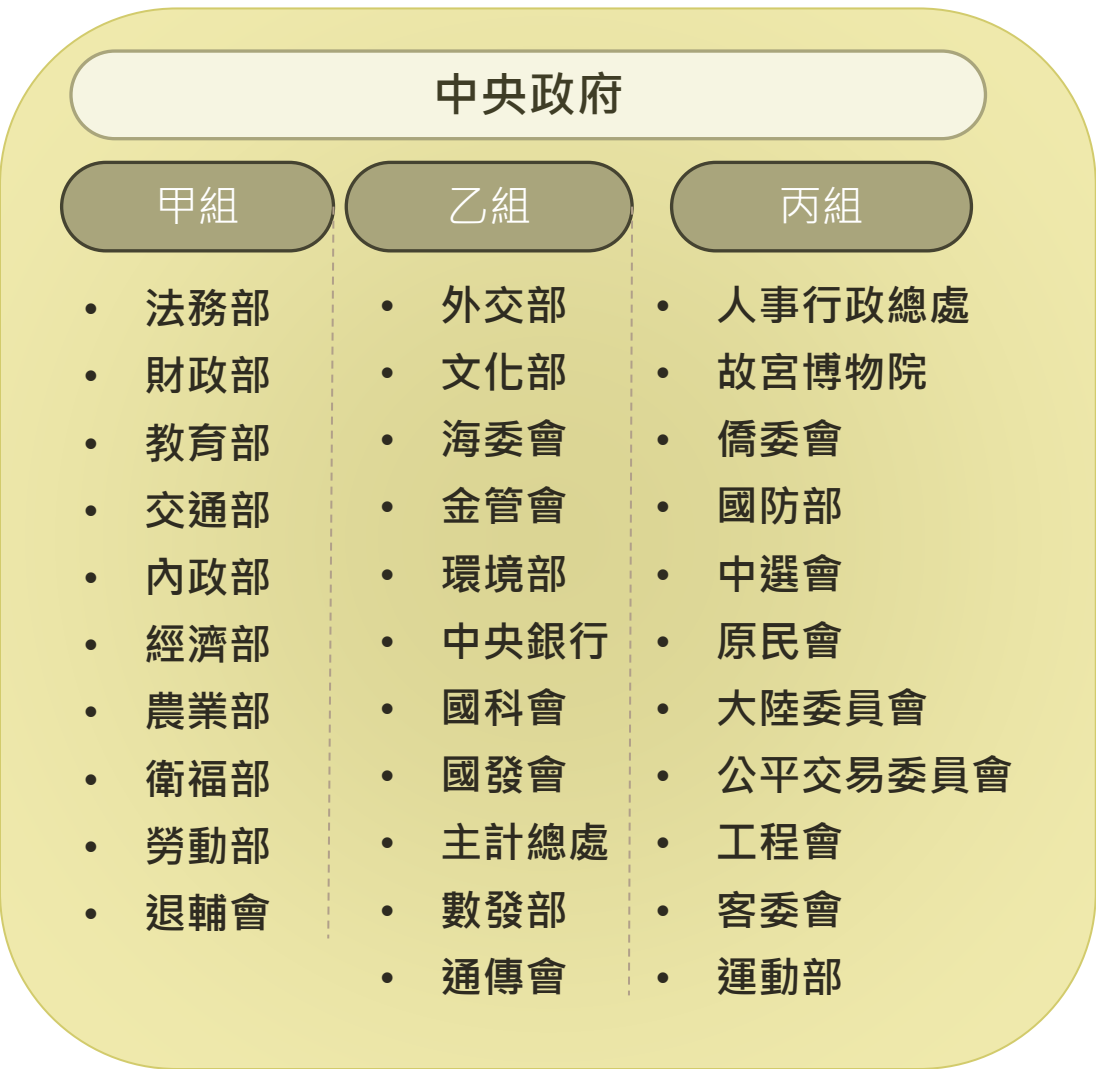 中央政府
甲組
• 法務部
• 財政部
• 教育部
• 交通部
• 內政部
• 經濟部
• 農業部
• 衛福部
• 勞動部
• 退輔會
乙組
• 外交部
• 文化部
• 海委會
• 金管會
• 環境部
• 中央銀行
• 國科會
• 國發會
• 主計總處
• 數發部
• 通傳會
丙組
• 人事行政總處
• 故宮博物院
• 僑委會
• 國防部
• 中選會
• 原民會
• 大陸委員會
• 公平交易委員會
• 工程會
• 客委會
• 運動部